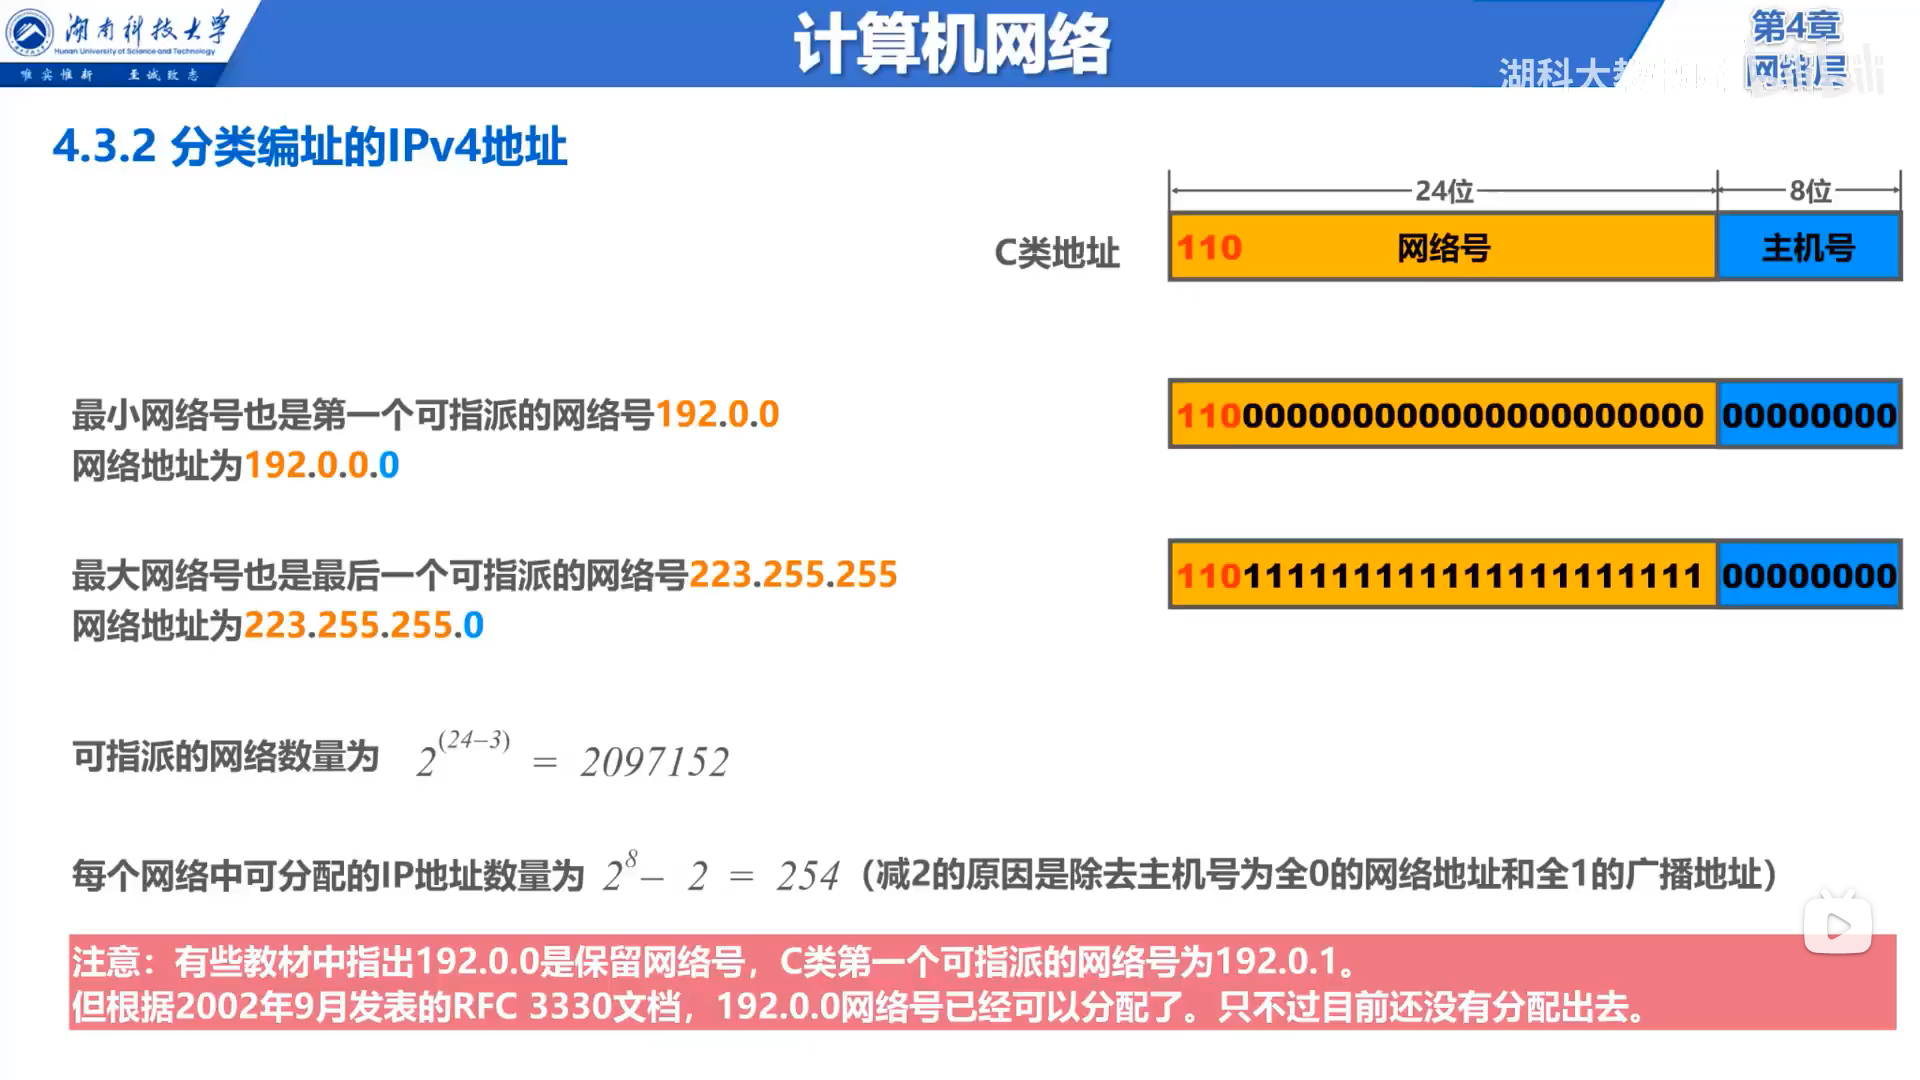 湖南科技大学
Hunan University of Science and Technology
唯实惟新 至诚致志
计算机网络
第4章
网络层
湖科大教书匠
bilibili
4.3.2 分类编址的IPv4地址
24位 8位
C类地址 110 网络号 主机号
最小网络号也是第一个可指派的网络号192.0.0
网络地址为192.0.0.0
110000000000000000000000 00000000
最大网络号也是最后一个可指派的网络号223.255.255
网络地址为223.255.255.0
110111111111111111111111 00000000
可指派的网络数量为 2^(24-3) = 2097152
每个网络中可分配的IP地址数量为 2^8 - 2 = 254 (减2的原因是除去主机号为全0的网络地址和全1的广播地址)
注意：有些教材中指出192.0.0是保留网络号，C类第一个可指派的网络号为192.0.1。
但根据2002年9月发表的RFC 3330文档，192.0.0网络号已经可以分配了。只不过目前还没有分配出去。